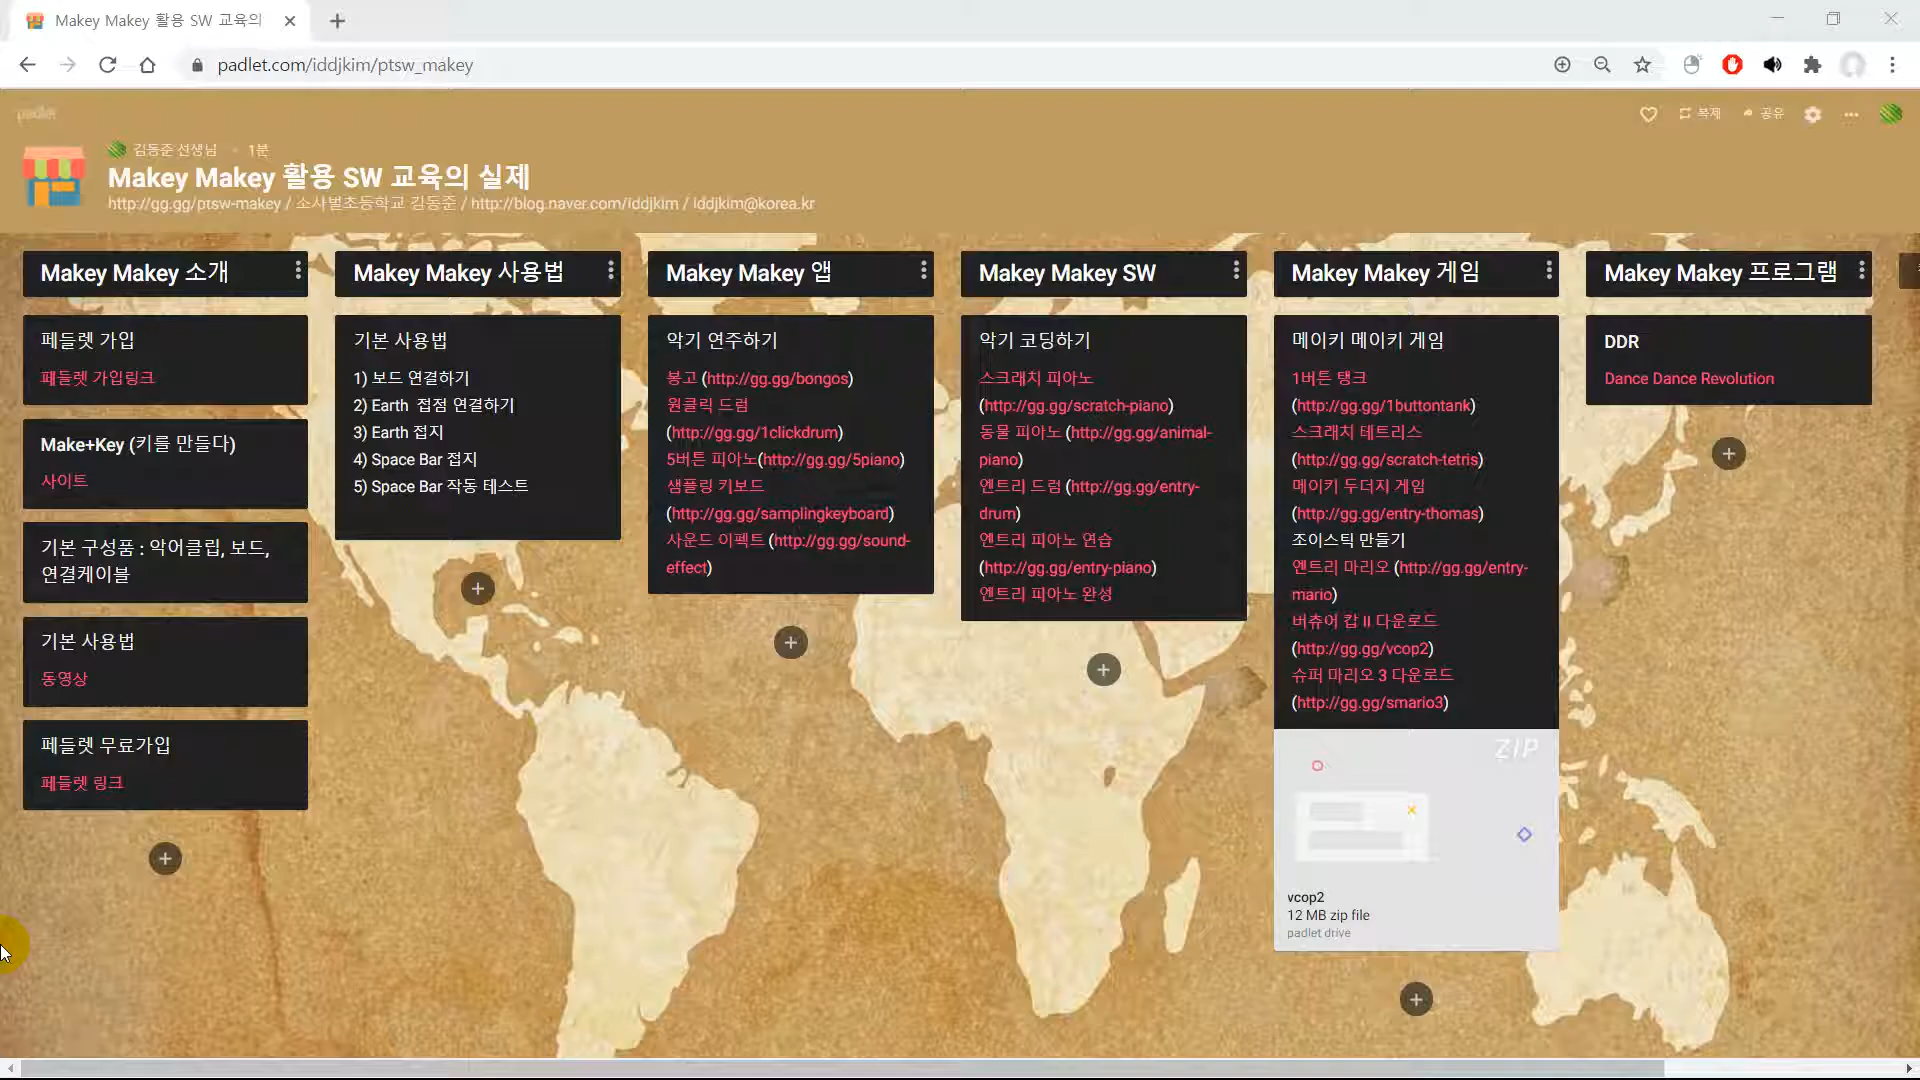 Makey Makey 활용 SW 교육의
padlet.com/iddjkim/ptsw_makey
padlet
복제
공유
김동준 선생님 • 1분
Makey Makey 활용 SW 교육의 실제
http://gg.gg/ptsw-makey / 소사벌초등학교 김동준 / http://blog.naver.com/iddjkim / iddjkim@korea.kr
Makey Makey 소개
페들렛 가입
페들렛 가입링크
Make+Key (키를 만들다)
사이트
기본 구성품 : 악어클립, 보드,
연결케이블
기본 사용법
동영상
페들렛 무료가입
페들렛 링크
Makey Makey 사용법
기본 사용법
1) 보드 연결하기
2) Earth 접점 연결하기
3) Earth 접지
4) Space Bar 접지
5) Space Bar 작동 테스트
Makey Makey 앱
악기 연주하기
봉고 (http://gg.gg/bongos)
원클릭 드럼
(http://gg.gg/1clickdrum)
5버튼 피아노(http://gg.gg/5piano)
샘플링 키보드
(http://gg.gg/samplingkeyboard)
사운드 이펙트 (http://gg.gg/sound-
effect)
Makey Makey SW
악기 코딩하기
스크래치 피아노
(http://gg.gg/scratch-piano)
동물 피아노 (http://gg.gg/animal-
piano)
엔트리 드럼 (http://gg.gg/entry-
drum)
엔트리 피아노 연습
(http://gg.gg/entry-piano)
엔트리 피아노 완성
Makey Makey 게임
메이키 메이키 게임
1버튼 탱크
(http://gg.gg/1buttontank)
스크래치 테트리스
(http://gg.gg/scratch-tetris)
메이키 두더지 게임
(http://gg.gg/entry-thomas)
조이스틱 만들기
엔트리 마리오 (http://gg.gg/entry-
mario)
버츄어 캅 II 다운로드
(http://gg.gg/vcop2)
슈퍼 마리오 3 다운로드
(http://gg.gg/smario3)
ZIP
vcop2
12 MB zip file
padlet drive
Makey Makey 프로그램
DDR
Dance Dance Revolution